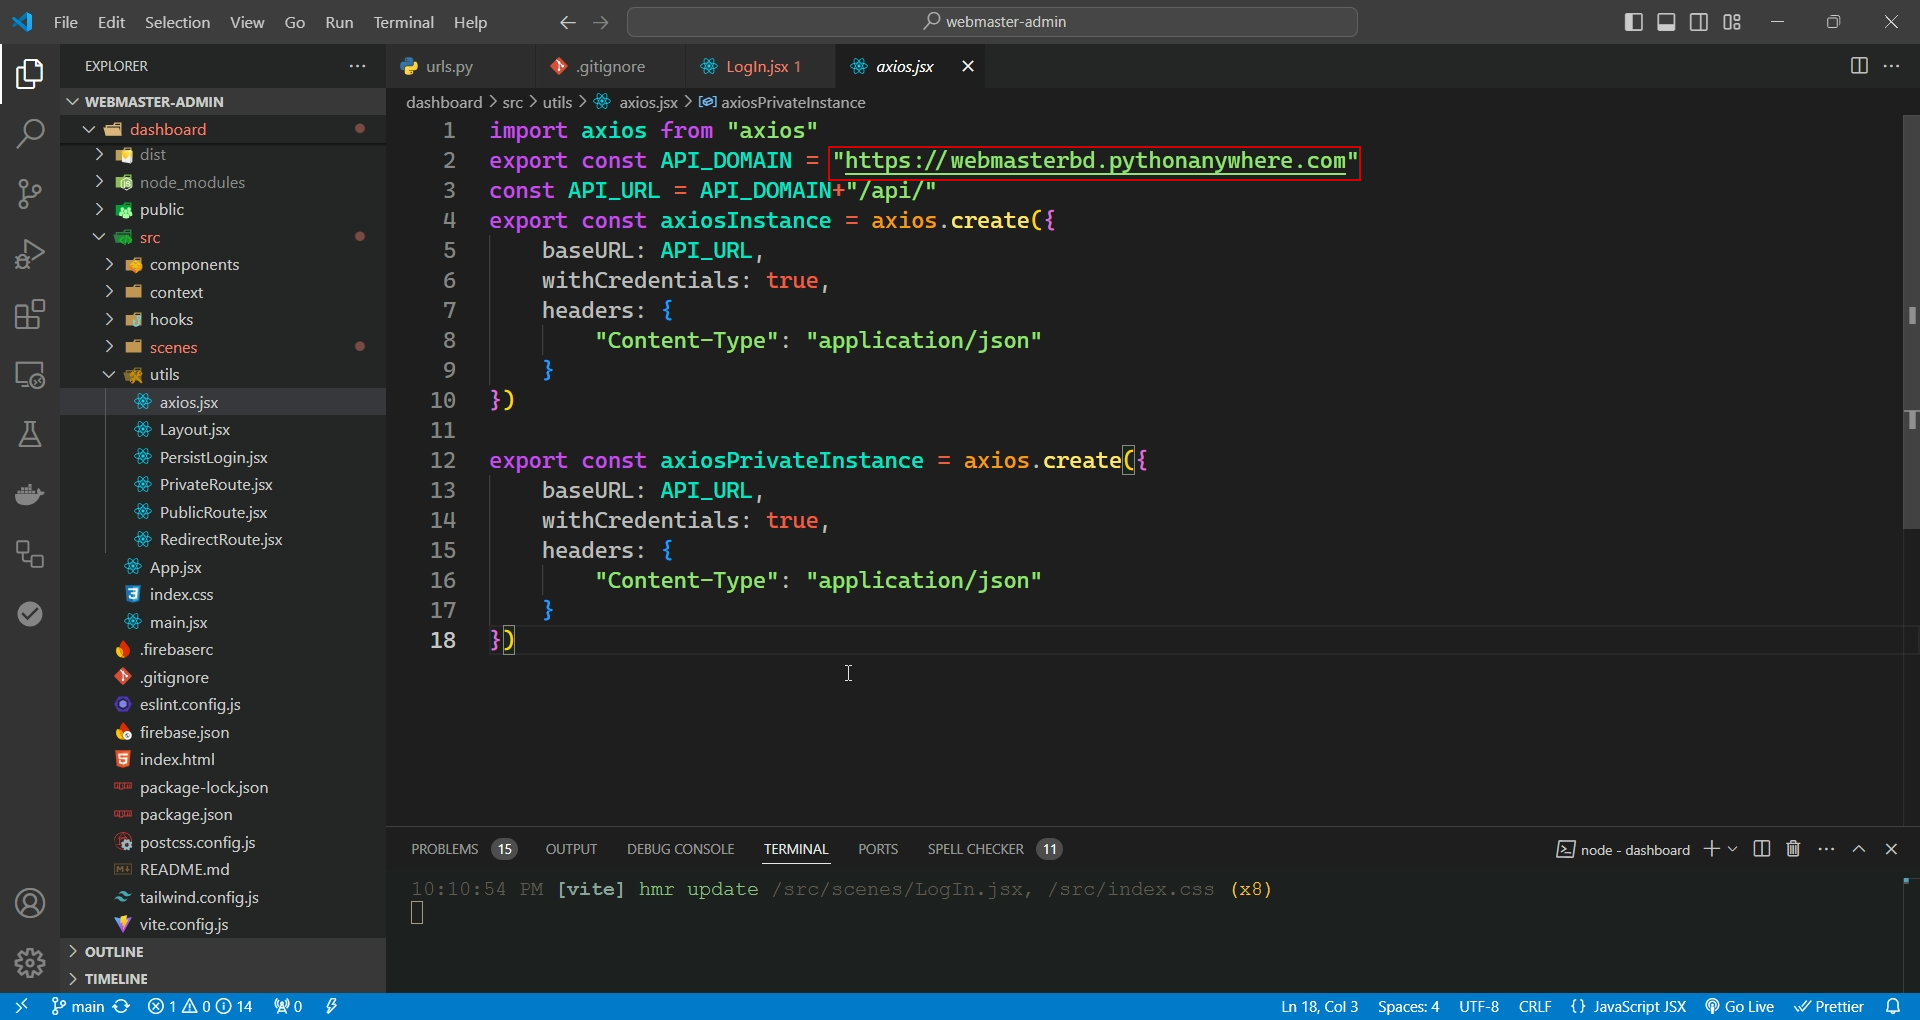 File Edit Selection View Go Run Terminal Help
webmaster-admin
EXPLORER
urls.py
.gitignore
LogIn.jsx 1
axios.jsx
WEBMASTER-ADMIN
dashboard > src > utils > axios.jsx > axiosPrivateInstance
dashboard
dist
node_modules
public
src
components
context
hooks
scenes
utils
axios.jsx
Layout.jsx
PersistLogin.jsx
PrivateRoute.jsx
PublicRoute.jsx
RedirectRoute.jsx
App.jsx
index.css
main.jsx
.firebaserc
.gitignore
eslint.config.js
firebase.json
index.html
package-lock.json
package.json
postcss.config.js
README.md
tailwind.config.js
vite.config.js
OUTLINE
TIMELINE
1 import axios from "axios"
2 export const API_DOMAIN = "https://webmasterbd.pythonanywhere.com"
3 const API_URL = API_DOMAIN+"/api/"
4 export const axiosInstance = axios.create({
5 baseURL: API_URL,
6 withCredentials: true,
7 headers: {
8 "Content-Type": "application/json"
9 }
10 })
11
12 export const axiosPrivateInstance = axios.create({
13 baseURL: API_URL,
14 withCredentials: true,
15 headers: {
16 "Content-Type": "application/json"
17 }
18 })
PROBLEMS 15 OUTPUT DEBUG CONSOLE TERMINAL PORTS SPELL CHECKER 11
node - dashboard
10:10:54 PM [vite] hmr update /src/scenes/LogIn.jsx, /src/index.css (x8)
main 1 0 14 0
Ln 18, Col 3 Spaces: 4 UTF-8 CRLF {} JavaScript JSX Go Live Prettier